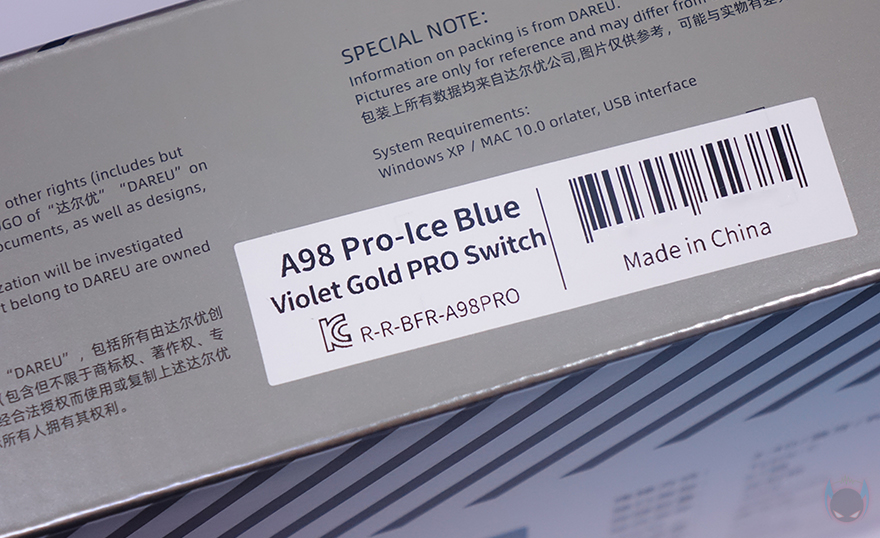 SPECIAL NOTE:
Information on packing is from DAREU.
Pictures are only for reference and may differ from
包装上所有数据均来自达尔优公司,图片仅供参考，可能与实物有差
System Requirements:
Windows XP / MAC 10.0 orlater, USB interface
other rights (includes but
OGO of “达尔优” “DAREU” on
ocuments, as well as designs,
zation will be investigated
t belong to DAREU are owned
“DAREU”，包括所有由达尔优创
包含但不限于商标权、著作权、专
经合法授权而使用或复制上述达尔优
所有人拥有其权利。
A98 Pro-Ice Blue
Violet Gold PRO Switch
R-R-BFR-A98PRO
Made in China